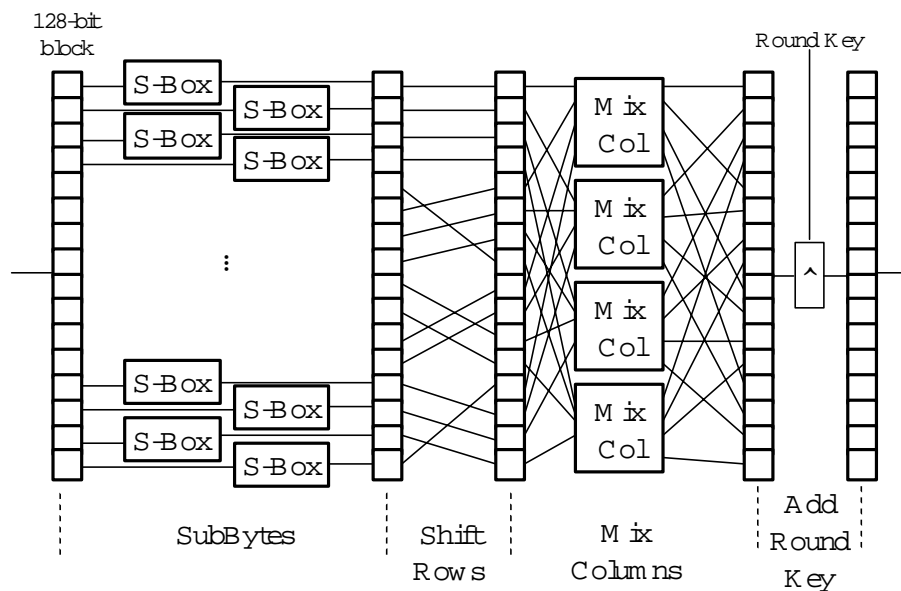 128-bit
block
Round Key
S-Box
S-Box
S-Box
S-Box
Mix
Col
Mix
Col
⋮
^
Mix
Col
Mix
Col
S-Box
S-Box
S-Box
S-Box
SubBytes
Shift
Rows
Mix
Columns
Add
Round
Key